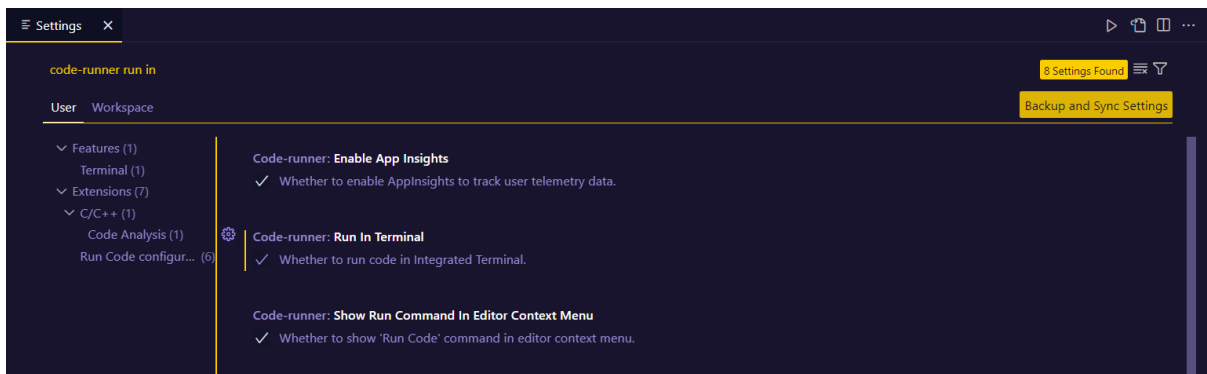 Settings
code-runner run in
8 Settings Found
User Workspace
Backup and Sync Settings
Features (1)
Terminal (1)
Extensions (7)
C/C++ (1)
Code Analysis (1)
Run Code configur... (6)
Code-runner: Enable App Insights
Whether to enable AppInsights to track user telemetry data.
Code-runner: Run In Terminal
Whether to run code in Integrated Terminal.
Code-runner: Show Run Command In Editor Context Menu
Whether to show 'Run Code' command in editor context menu.